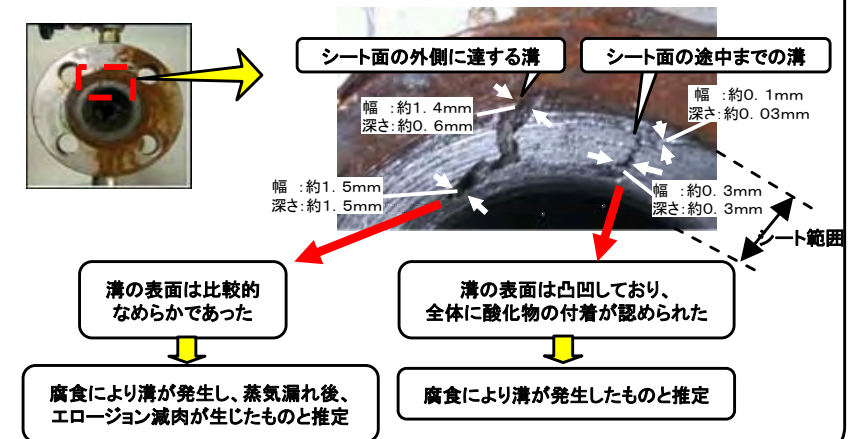 シート面の外側に達する溝
シート面の途中までの溝
幅　：約1．4mm
深さ：約0．6mm
幅　：約0．1mm
深さ：約0．03mm
幅　：約1．5mm
深さ：約1．5mm
幅　：約0．3mm
深さ：約0．3mm
シート範囲
溝の表面は比較的
なめらかであった
溝の表面は凸凹しており、
全体に酸化物の付着が認められた
腐食により溝が発生し、蒸気漏れ後、
エロージョン減肉が生じたものと推定
腐食により溝が発生したものと推定